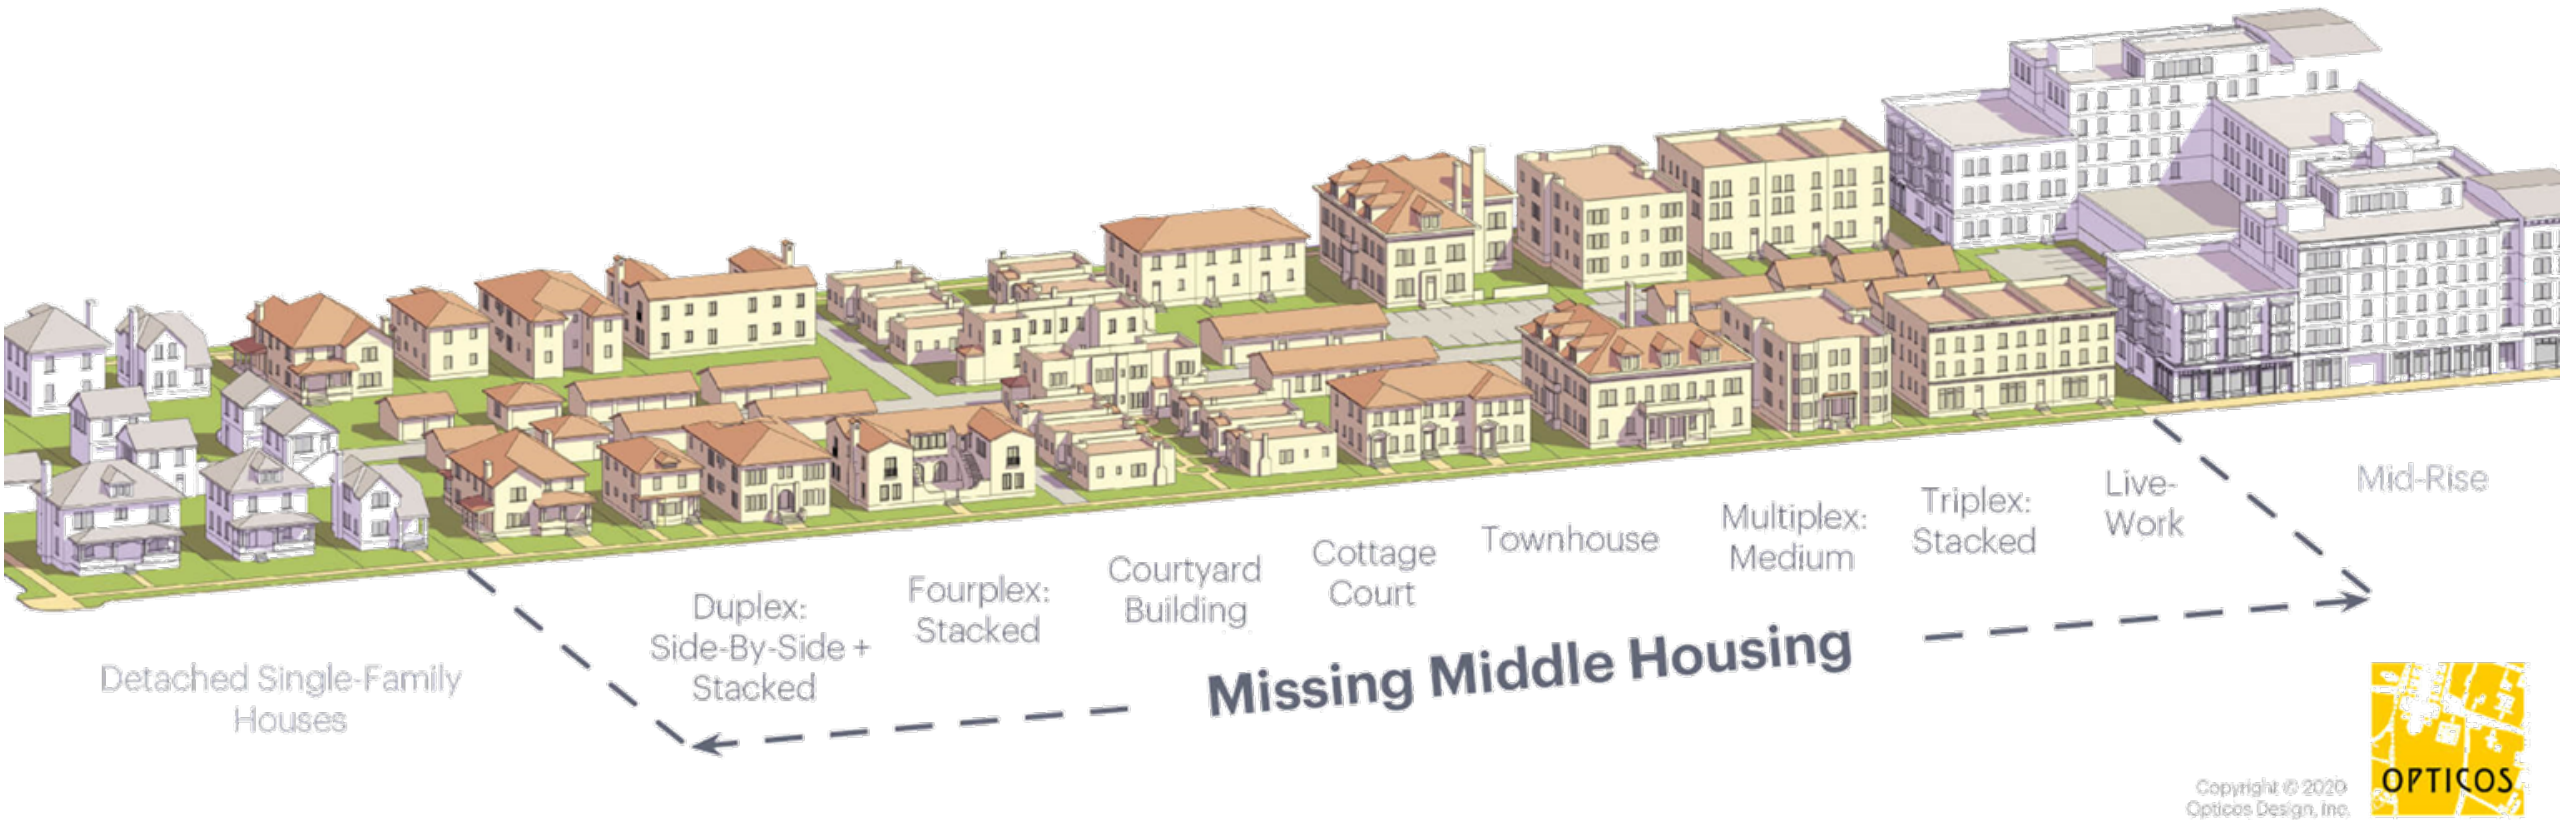 Detached Single-Family
Houses
Duplex:
Side-By-Side +
Stacked
Fourplex:
Stacked
Courtyard
Building
Cottage
Court
Townhouse
Multiplex:
Medium
Triplex:
Stacked
Live-
Work
Mid-Rise
Missing Middle Housing
OPTICOS
Copyright © 2020
Opticos Design, Inc.